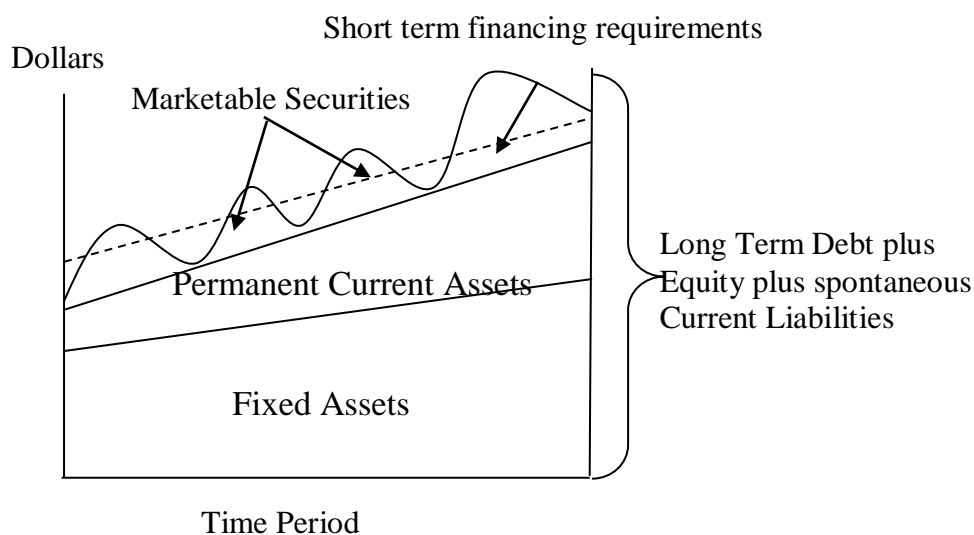 Short term financing requirements
Dollars
Marketable Securities
Long Term Debt plus
Permanent Current Assets
Equity plus spontaneous
Current Liabilities
Fixed Assets
Time Period